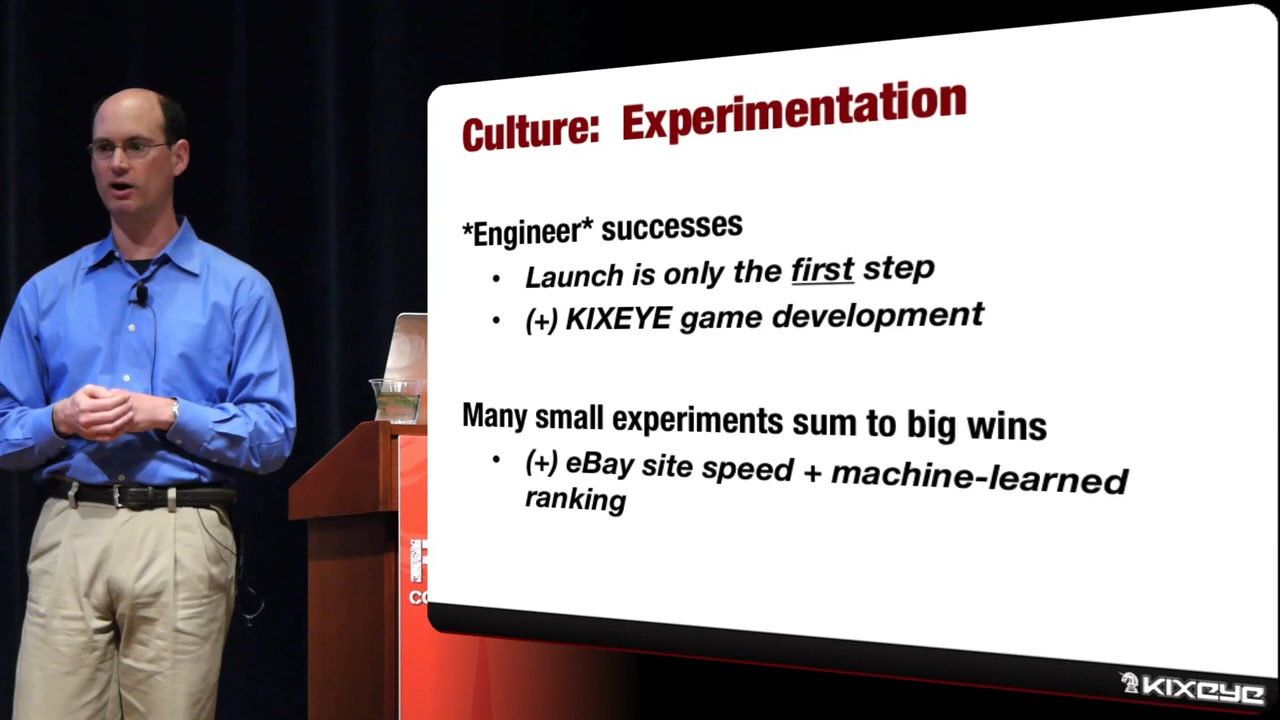 Culture: Experimentation
*Engineer* successes
• Launch is only the first step
• (+) KIXEYE game development
Many small experiments sum to big wins
• (+) eBay site speed + machine-learned
ranking
KIXEYE